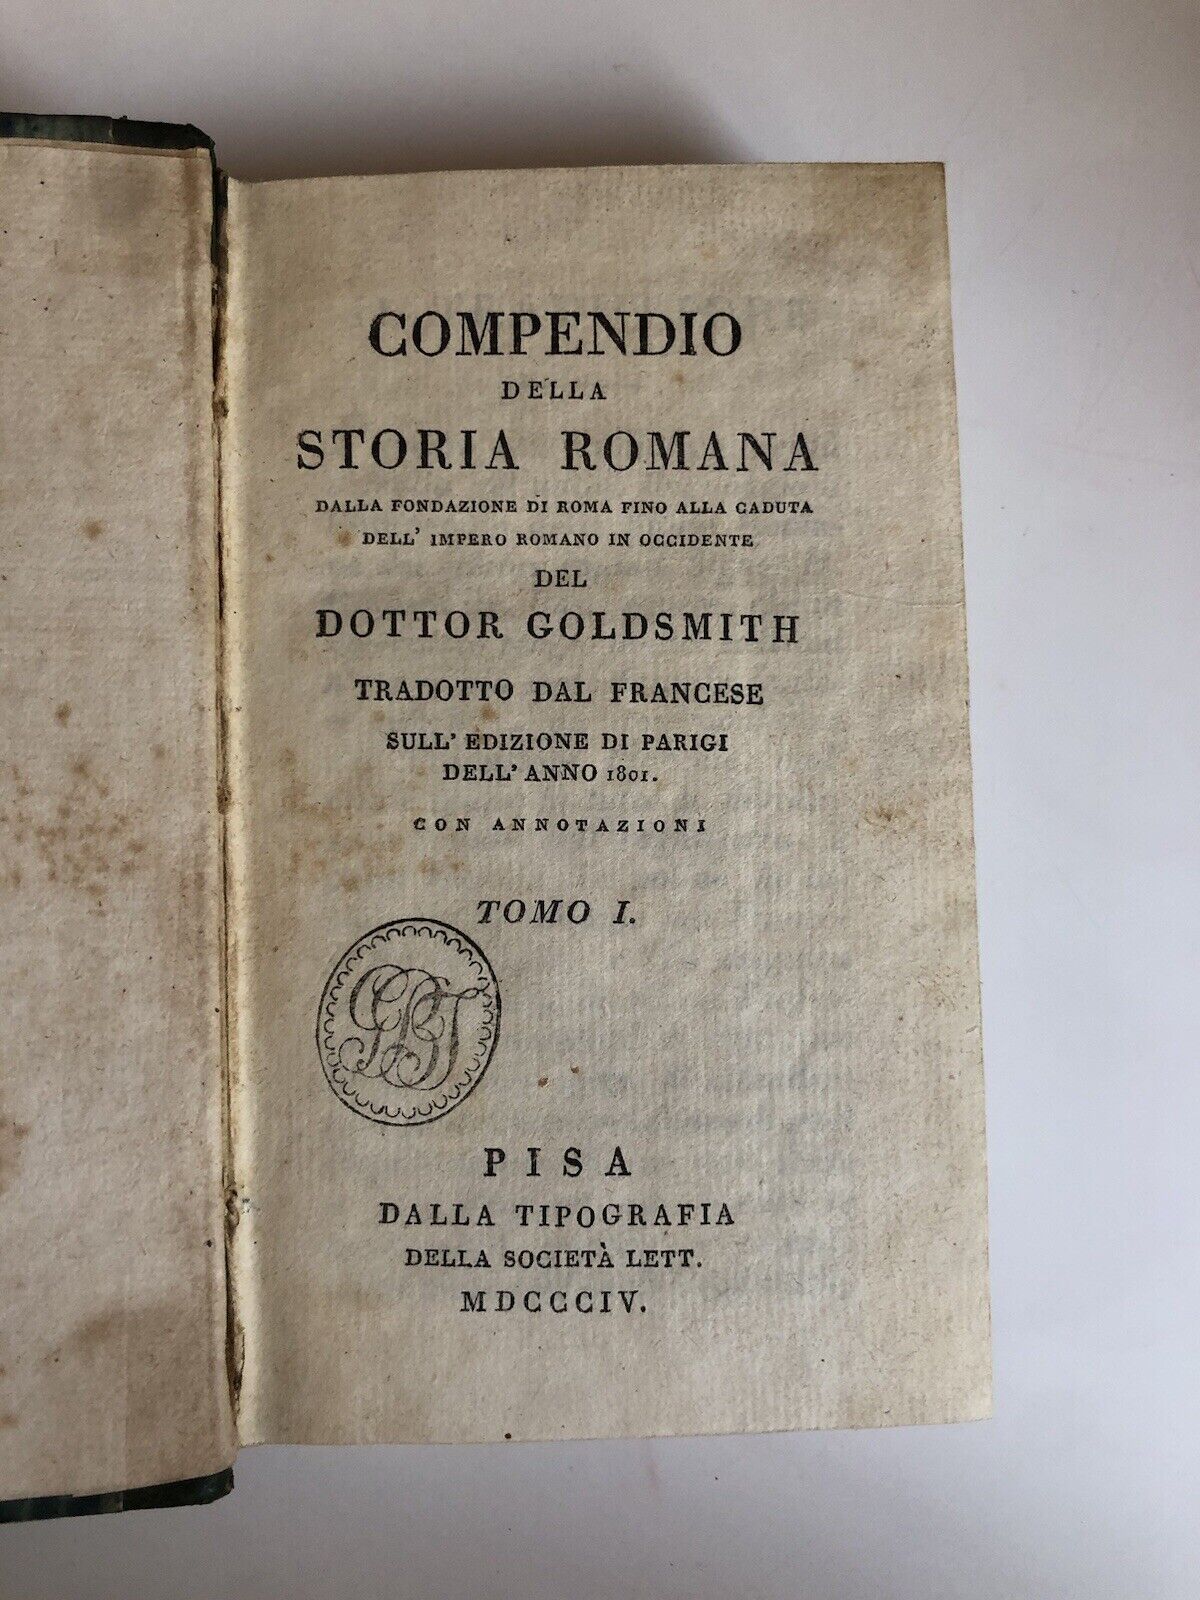 COMPENDIO
DELLA
STORIA ROMANA
DALLA FONDAZIONE DI ROMA FINO ALLA CADUTA
DELL' IMPERO ROMANO IN OCCIDENTE
DEL
DOTTOR GOLDSMITH
TRADOTTO DAL FRANCESE
SULL' EDIZIONE DI PARIGI
DELL' ANNO 1801.
CON ANNOTAZIONI
TOMO I.
GBT
PISA
DALLA TIPOGRAFIA
DELLA SOCIETÀ LETT.
MDCCCIV.